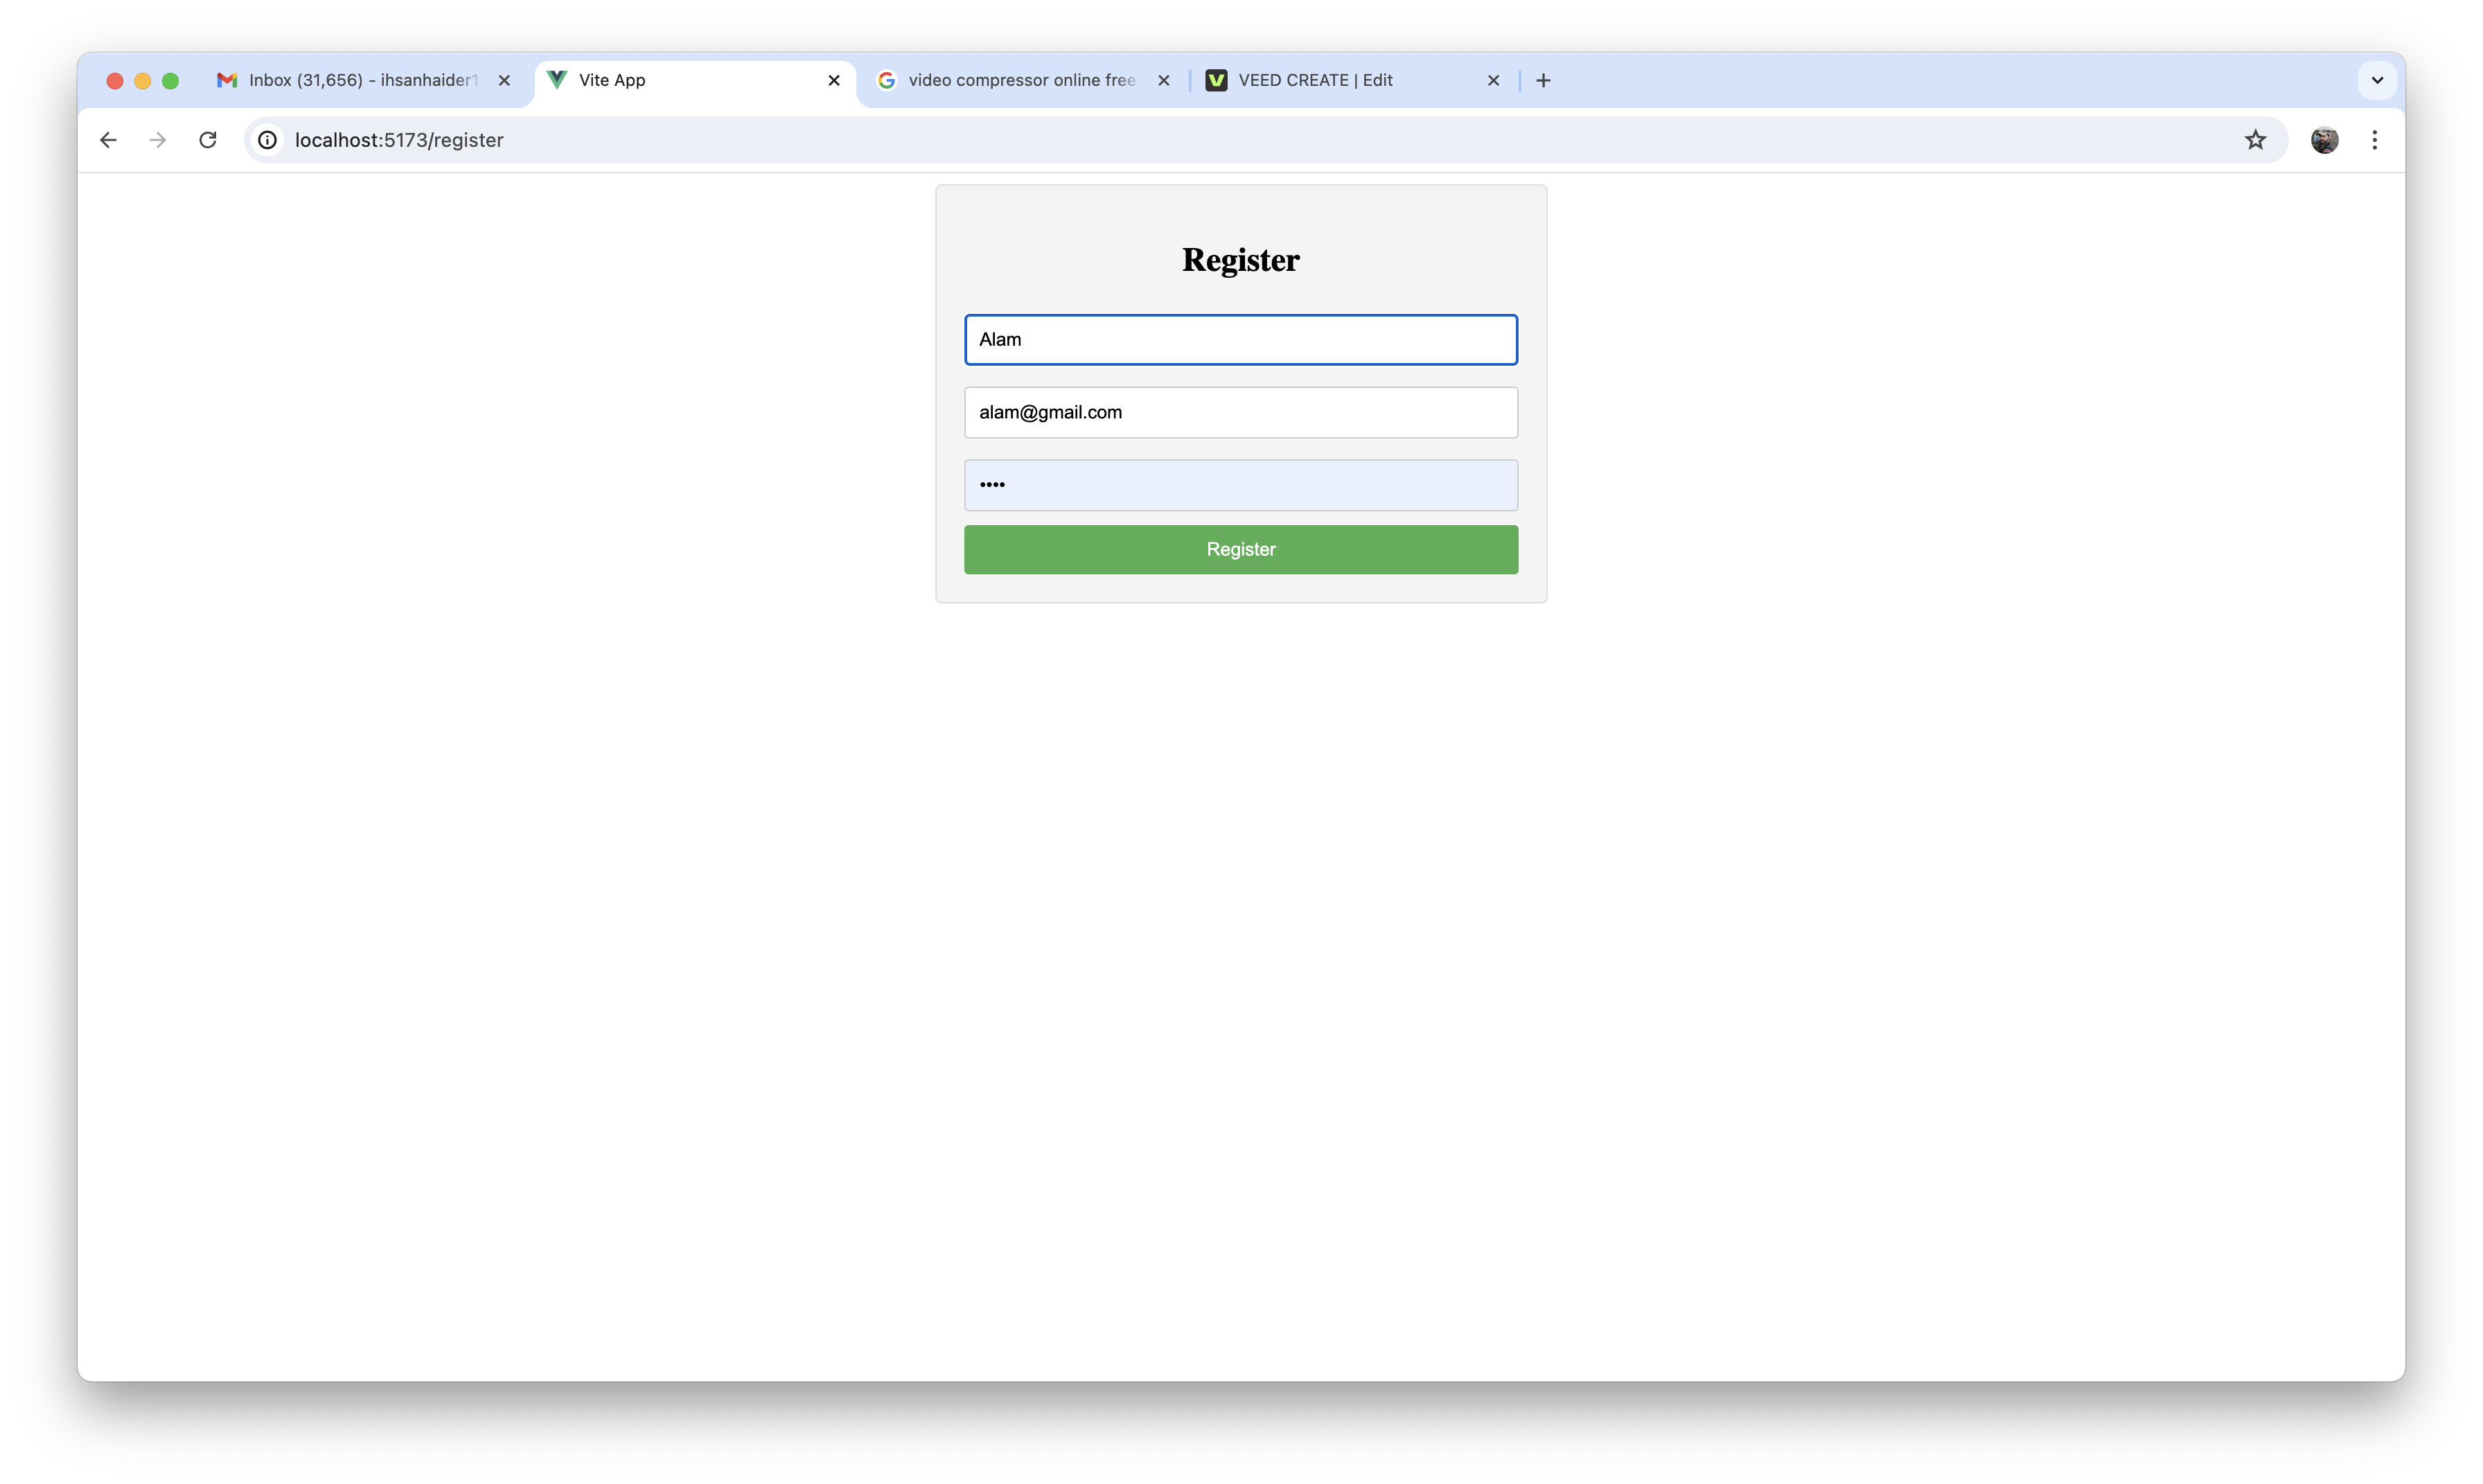 Inbox (31,656) - ihsanhaider1
Vite App
video compressor online free
VEED CREATE | Edit
localhost:5173/register
Register
Alam
alam@gmail.com
••••
Register